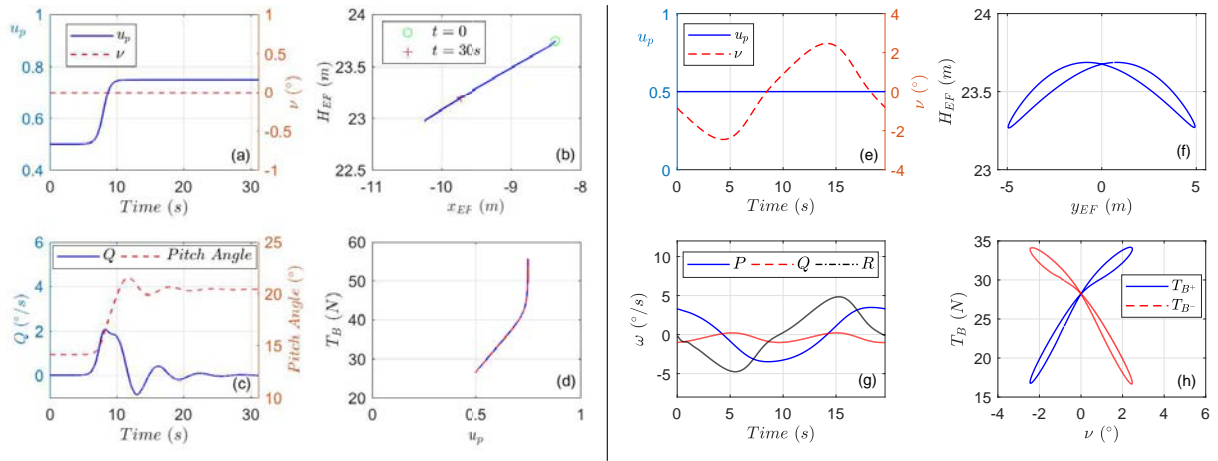 u_p
1
0.8
0.6
0.4
u_p
ν
1
0.5
0
-0.5
-1
ν (°)
0 10 20 30
Time (s)
(a)
H_EF (m)
24
23.5
23
22.5
t = 0
t = 30s
-11 -10 -9 -8
x_EF (m)
(b)
u_p
1
0.5
0
u_p
ν
4
2
0
-2
-4
ν (°)
0 5 10 15
Time (s)
(e)
H_EF (m)
24
23.5
23
-5 0 5
y_EF (m)
(f)
Q (°/s)
6
4
2
0
Q Pitch Angle
25
20
15
10
Pitch Angle (°)
0 10 20 30
Time (s)
(c)
T_B (N)
60
50
40
30
20
0 0.5 1
u_p
(d)
ω (°/s)
10
5
0
-5
P Q R
0 5 10 15
Time (s)
(g)
T_B (N)
35
30
25
20
15
T_B+
T_B-
-4 -2 0 2 4 6
ν (°)
(h)